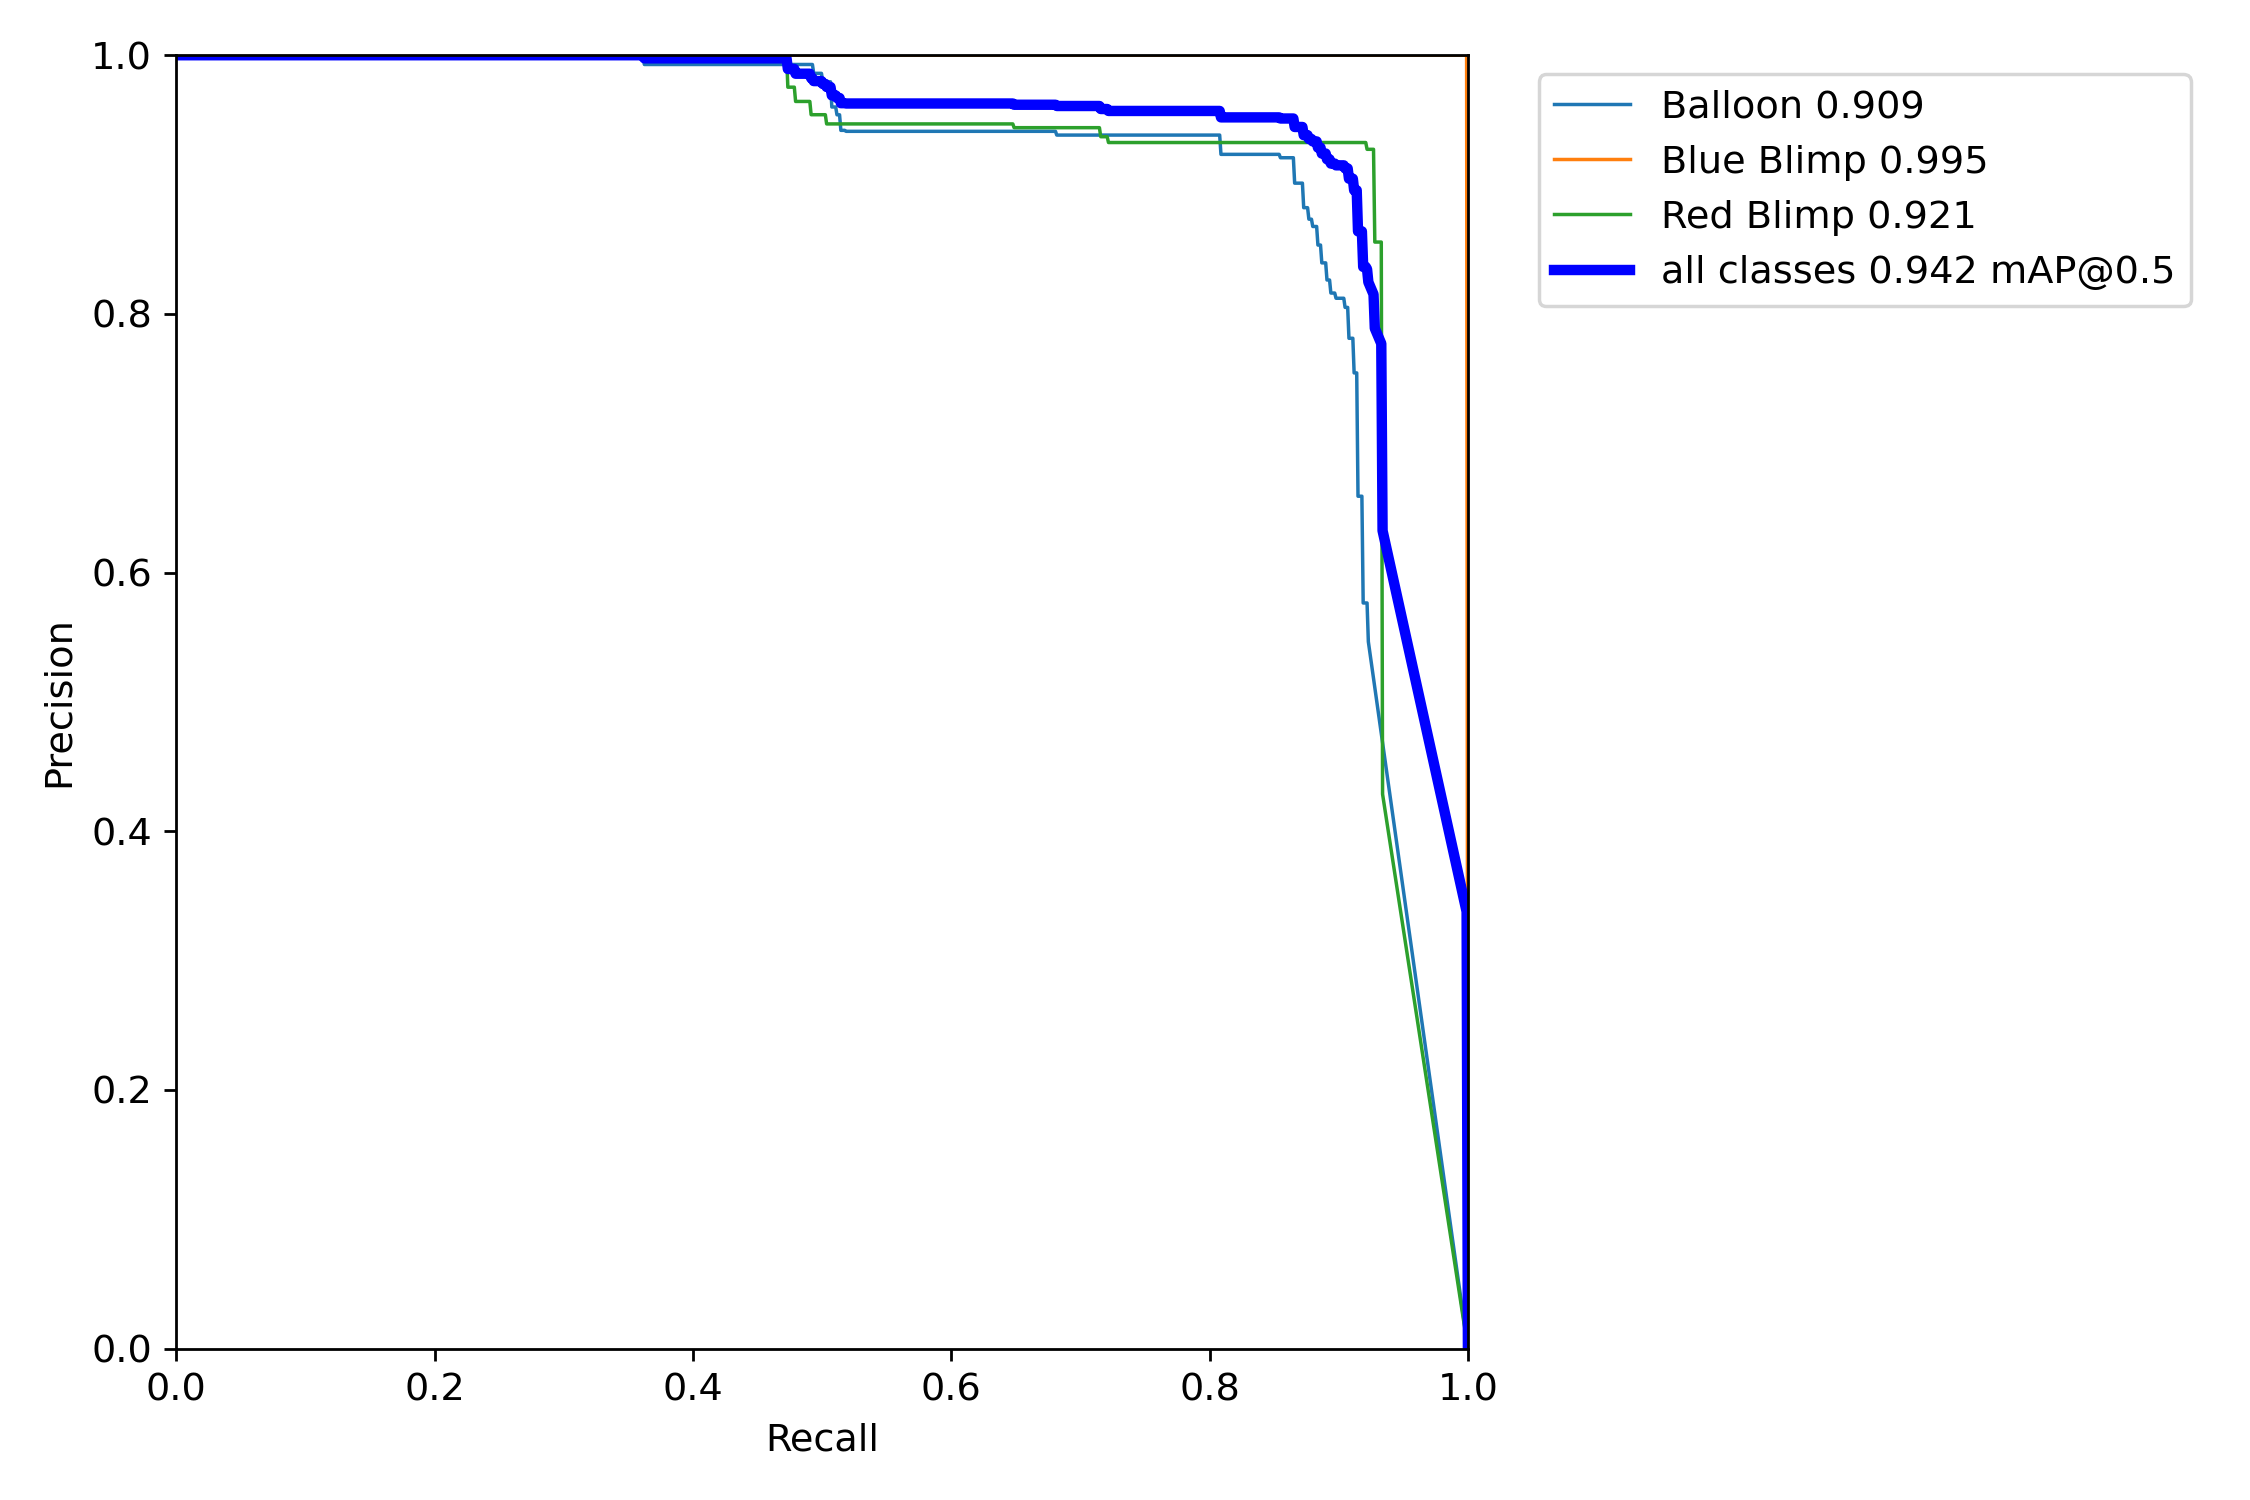 1.0
0.8
0.6
0.4
0.2
0.0
Precision
0.0 0.2 0.4 0.6 0.8 1.0
Recall
Balloon 0.909
Blue Blimp 0.995
Red Blimp 0.921
all classes 0.942 mAP@0.5